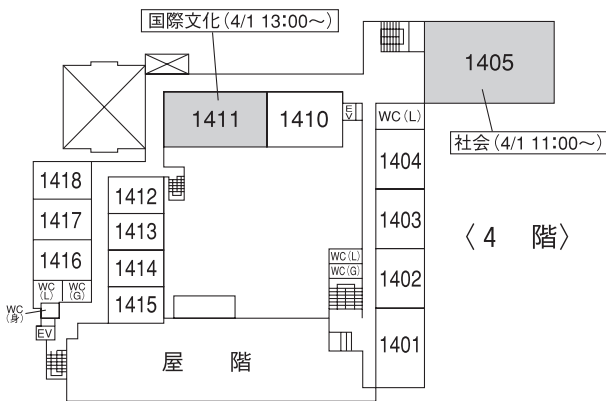 国際文化(4/1 13:00〜)
1405
1411
1410
EV
WC(L)
社会(4/1 11:00〜)
1404
1418
1412
1417
1413
1403
〈4 階〉
1416
1414
WC(L)
WC(G)
1402
WC
(L)
WC
(G)
1415
WC
(身)
EV
屋 階
1401